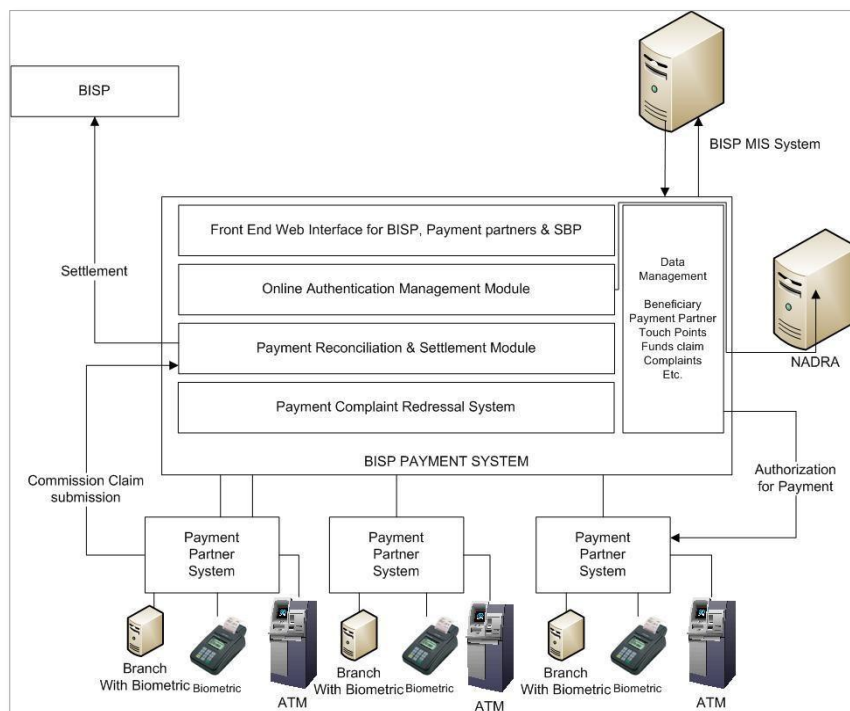 BISP
BISP MIS System
Front End Web Interface for BISP, Payment partners & SBP
Online Authentication Management Module
Payment Reconciliation & Settlement Module
Payment Complaint Redressal System
Data
Management
Beneficiary
Payment Partner
Touch Points
Funds claim
Complaints
Etc.
Settlement
NADRA
BISP PAYMENT SYSTEM
Commission Claim
submission
Authorization
for Payment
Payment
Partner
System
Payment
Partner
System
Payment
Partner
System
Branch
With Biometric
Biometric
ATM
Branch
With Biometric
Biometric
ATM
Branch
With Biometric
Biometric
ATM